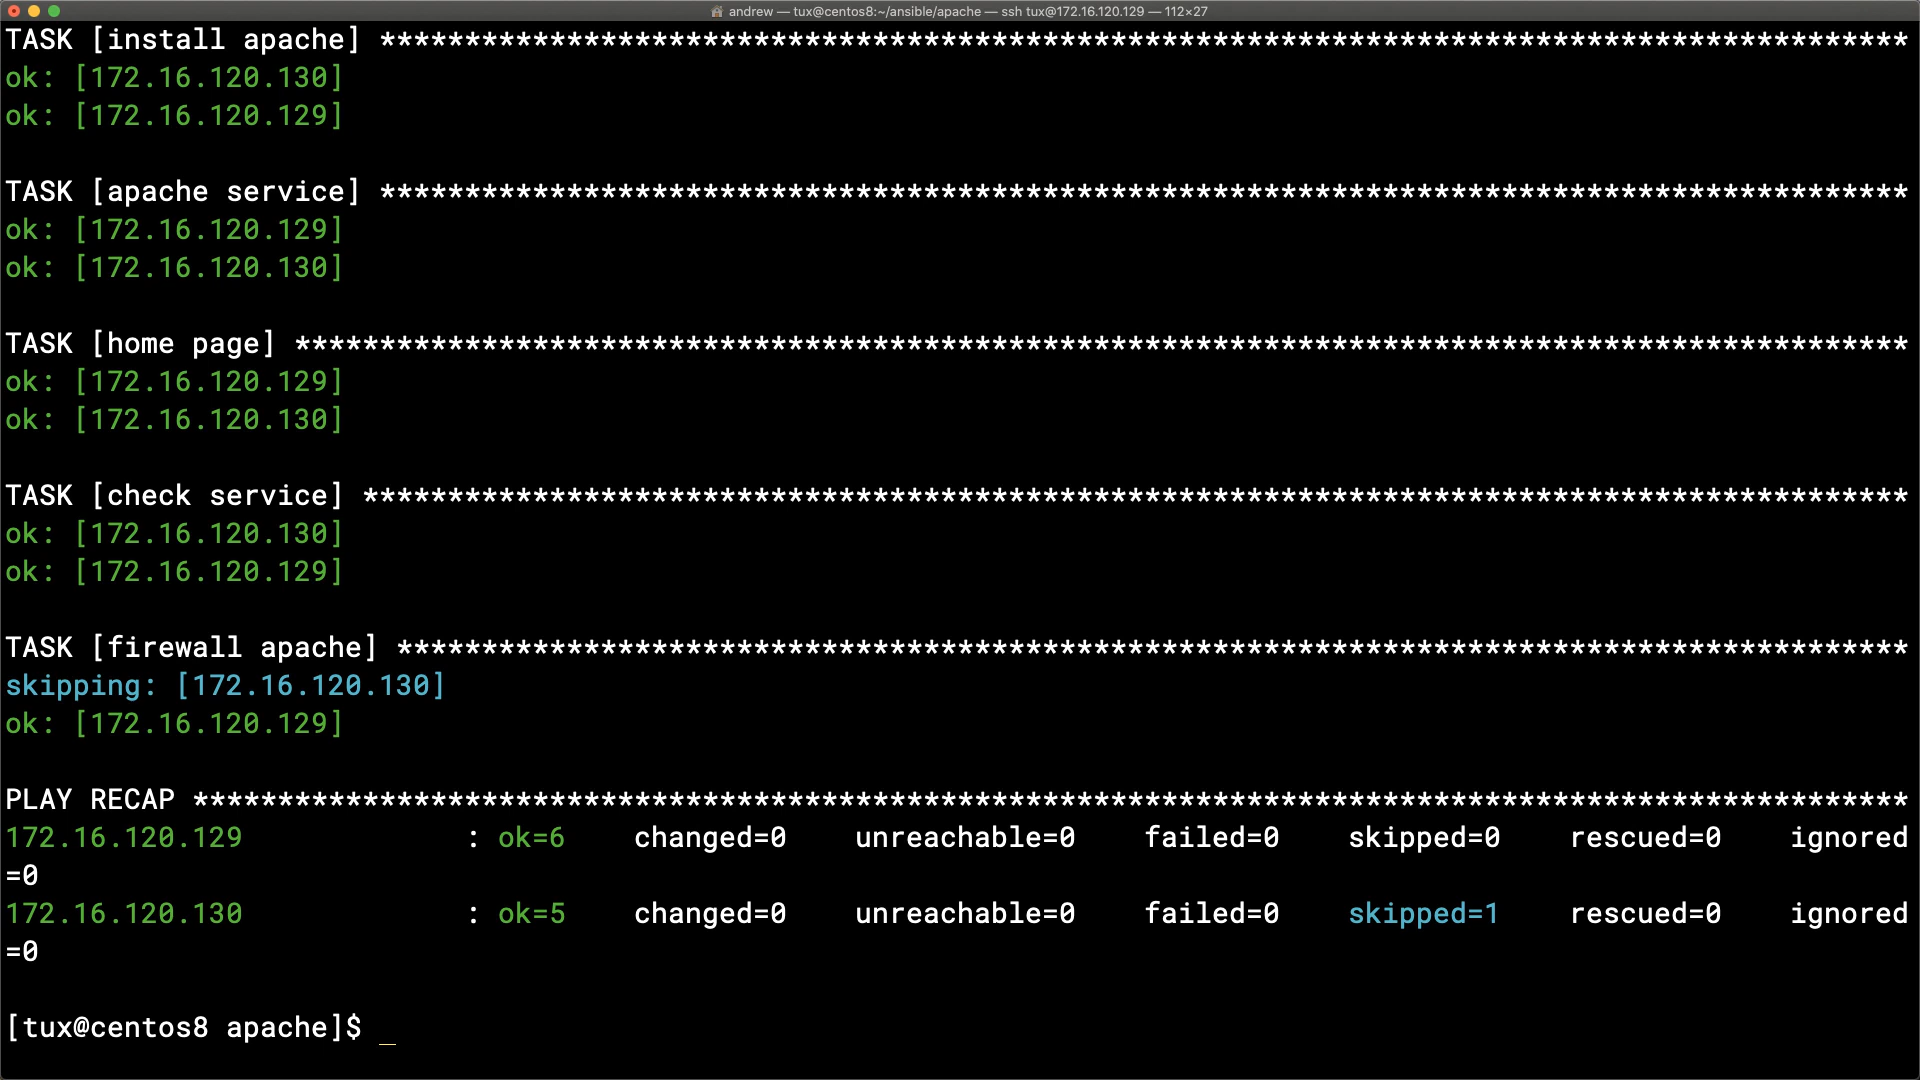 andrew — tux@centos8:~/ansible/apache — ssh tux@172.16.120.129 — 112×27
TASK [install apache] ******************************************************************************************
ok: [172.16.120.130]
ok: [172.16.120.129]
TASK [apache service] ******************************************************************************************
ok: [172.16.120.129]
ok: [172.16.120.130]
TASK [home page] ***********************************************************************************************
ok: [172.16.120.129]
ok: [172.16.120.130]
TASK [check service] *******************************************************************************************
ok: [172.16.120.130]
ok: [172.16.120.129]
TASK [firewall apache] *****************************************************************************************
skipping: [172.16.120.130]
ok: [172.16.120.129]
PLAY RECAP *****************************************************************************************************
172.16.120.129             : ok=6    changed=0    unreachable=0    failed=0    skipped=0    rescued=0    ignored
=0
172.16.120.130             : ok=5    changed=0    unreachable=0    failed=0    skipped=1    rescued=0    ignored
=0
[tux@centos8 apache]$ _